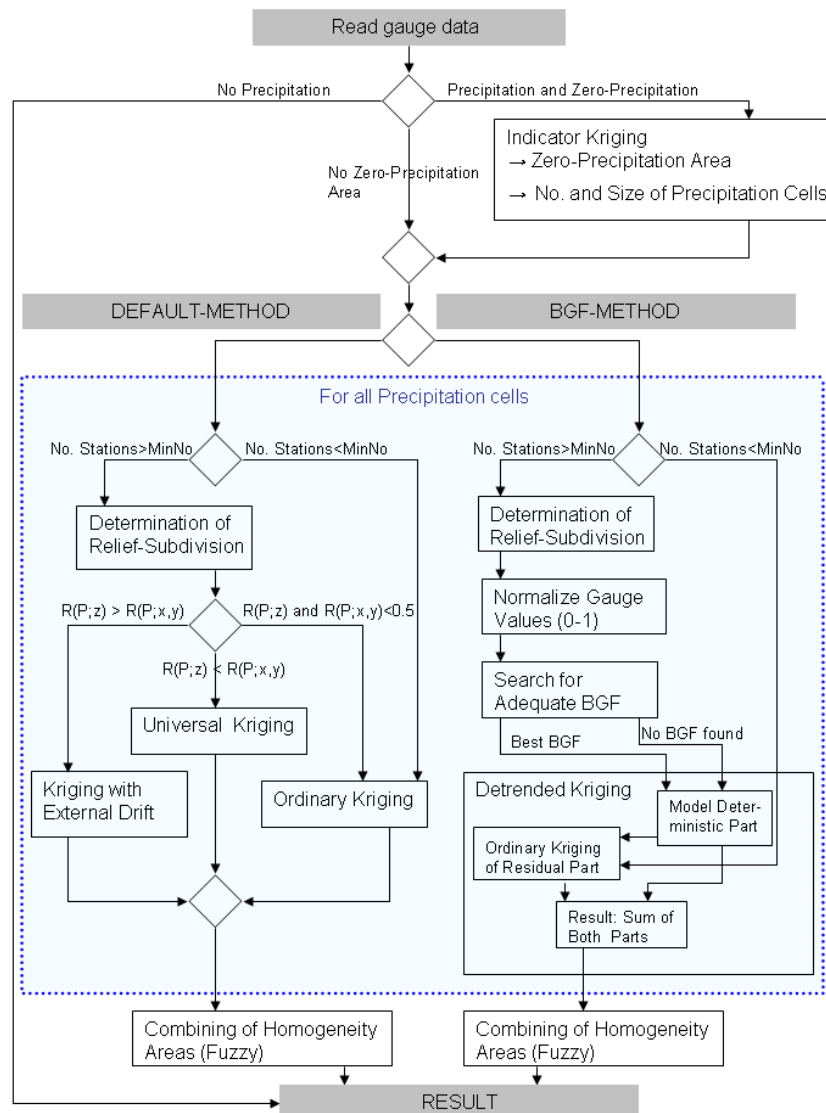 Read gauge data
No Precipitation
Precipitation and Zero-Precipitation
Indicator Kriging
→ Zero-Precipitation Area
→ No. and Size of Precipitation Cells
No Zero-Precipitation
Area
DEFAULT-METHOD
BGF-METHOD
For all Precipitation cells
No. Stations>MinNo
No. Stations<MinNo
No. Stations>MinNo
No. Stations<MinNo
Determination of
Relief-Subdivision
R(P;z) > R(P;x,y)
R(P;z) and R(P;x,y)<0.5
R(P;z) < R(P;x,y)
Universal Kriging
Kriging with
External Drift
Ordinary Kriging
Determination of
Relief-Subdivision
Normalize Gauge
Values (0-1)
Search for
Adequate BGF
Best BGF
No BGF found
Detrended Kriging
Model Deter-
ministic Part
Ordinary Kriging
of Residual Part
Result: Sum of
Both Parts
Combining of Homogeneity
Areas (Fuzzy)
Combining of Homogeneity
Areas (Fuzzy)
RESULT